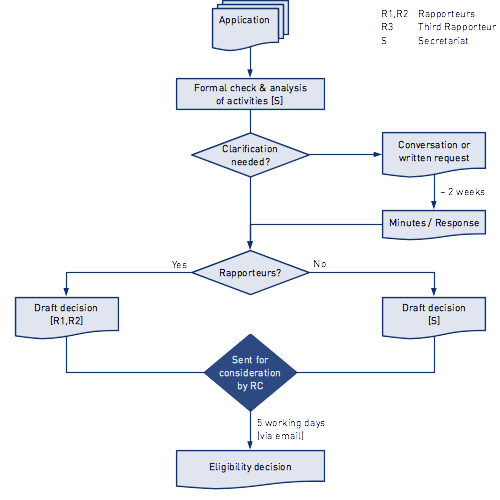 Application
R1,R2 Rapporteurs
R3 Third Rapporteur
S Secretariat
Formal check & analysis
of activities [S]
Clarification
needed?
Conversation or
written request
~ 2 weeks
Minutes / Response
Rapporteurs?
Yes
No
Draft decision
[R1,R2]
Draft decision
[S]
Sent for
consideration
by RC
5 working days
(via email)
Eligibility decision